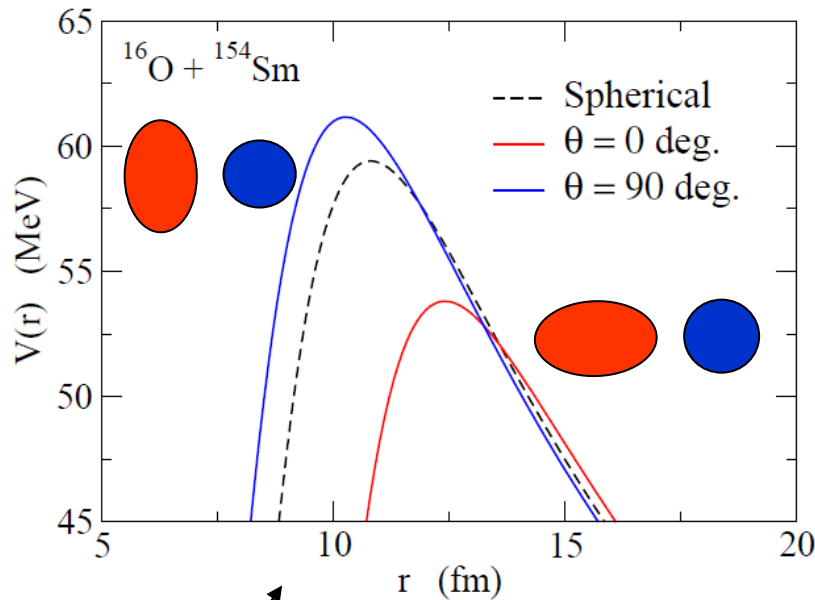 65
60
55
50
45
V(r) (MeV)
¹⁶O + ¹⁵⁴Sm
Spherical
θ = 0 deg.
θ = 90 deg.
5 10 15 20
r (fm)